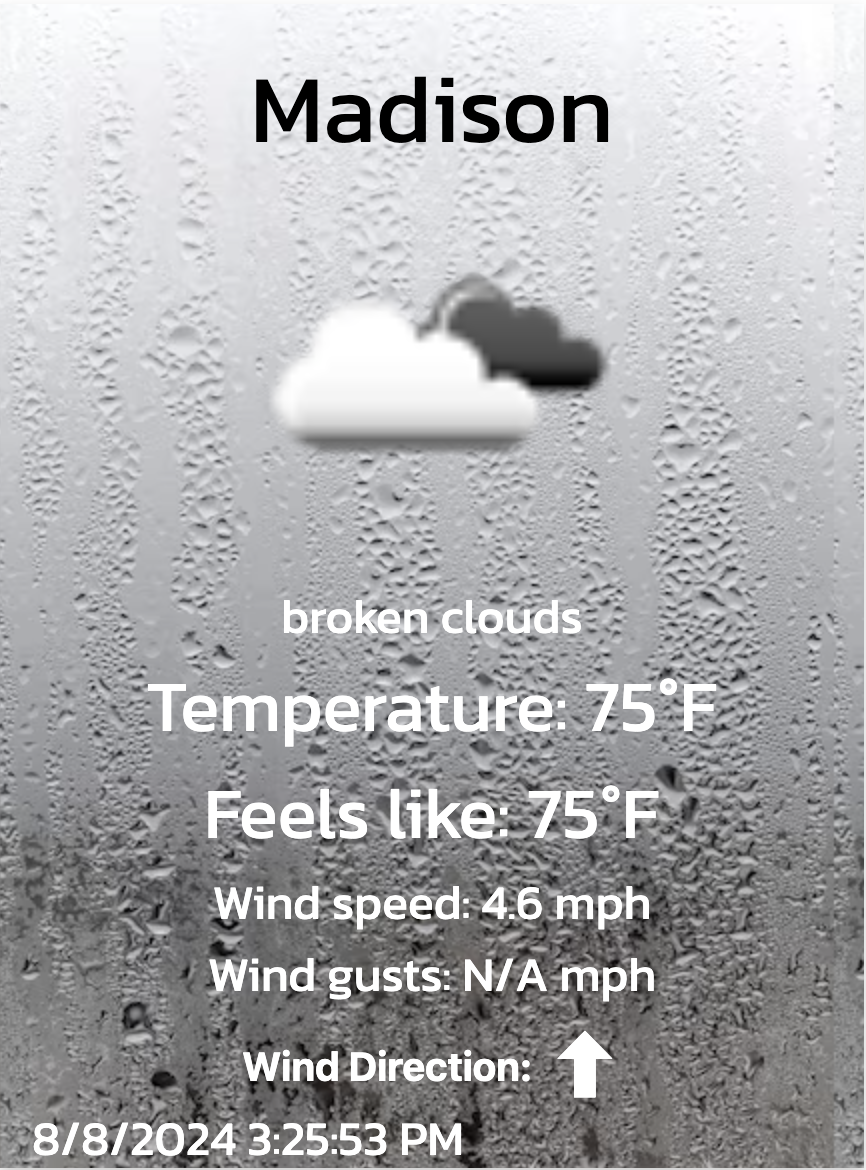 Madison
broken clouds
Temperature: 75°F
Feels like: 75°F
Wind speed: 4.6 mph
Wind gusts: N/A mph
Wind Direction:
8/8/2024 3:25:53 PM